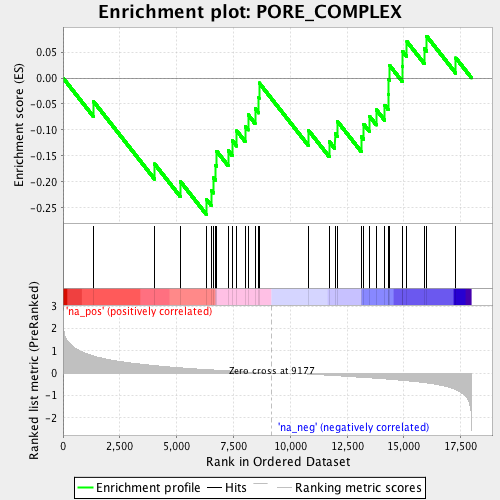 Enrichment plot: PORE_COMPLEX
Enrichment score (ES)
0.05
0.00
-0.05
-0.10
-0.15
-0.20
-0.25
'na_pos' (positively correlated)
Ranked list metric (PreRanked)
3
2
1
0
-1
-2
Zero cross at 9177
'na_neg' (negatively correlated)
0
2,500
5,000
7,500
10,000
12,500
15,000
17,500
Rank in Ordered Dataset
Enrichment profile
Hits
Ranking metric scores